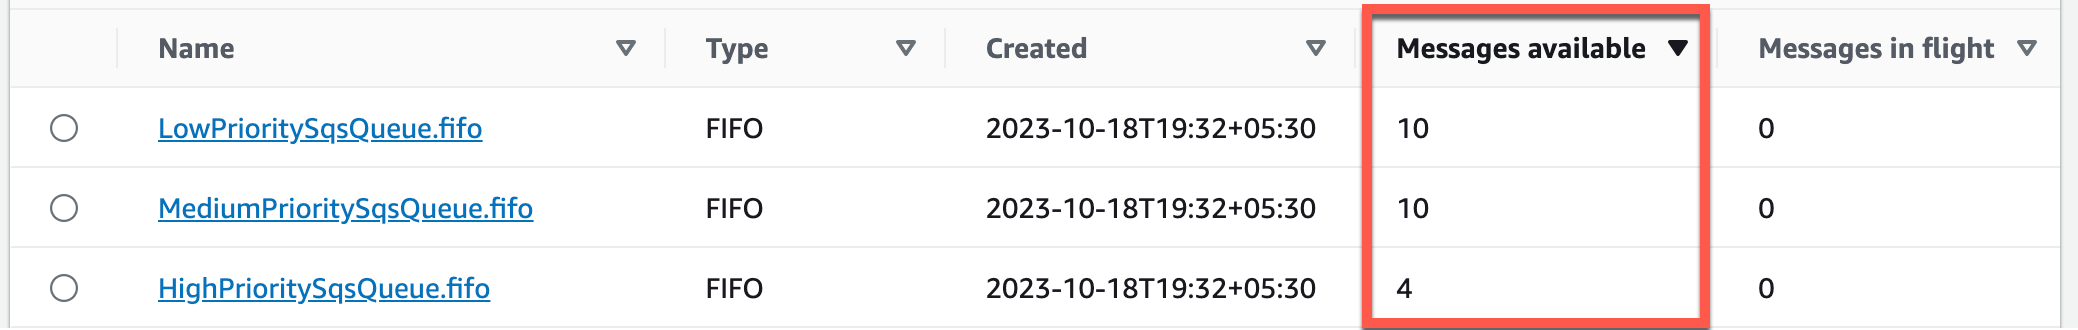 Name Type Created Messages available Messages in flight
LowPrioritySqsQueue.fifo FIFO 2023-10-18T19:32+05:30 10 0
MediumPrioritySqsQueue.fifo FIFO 2023-10-18T19:32+05:30 10 0
HighPrioritySqsQueue.fifo FIFO 2023-10-18T19:32+05:30 4 0